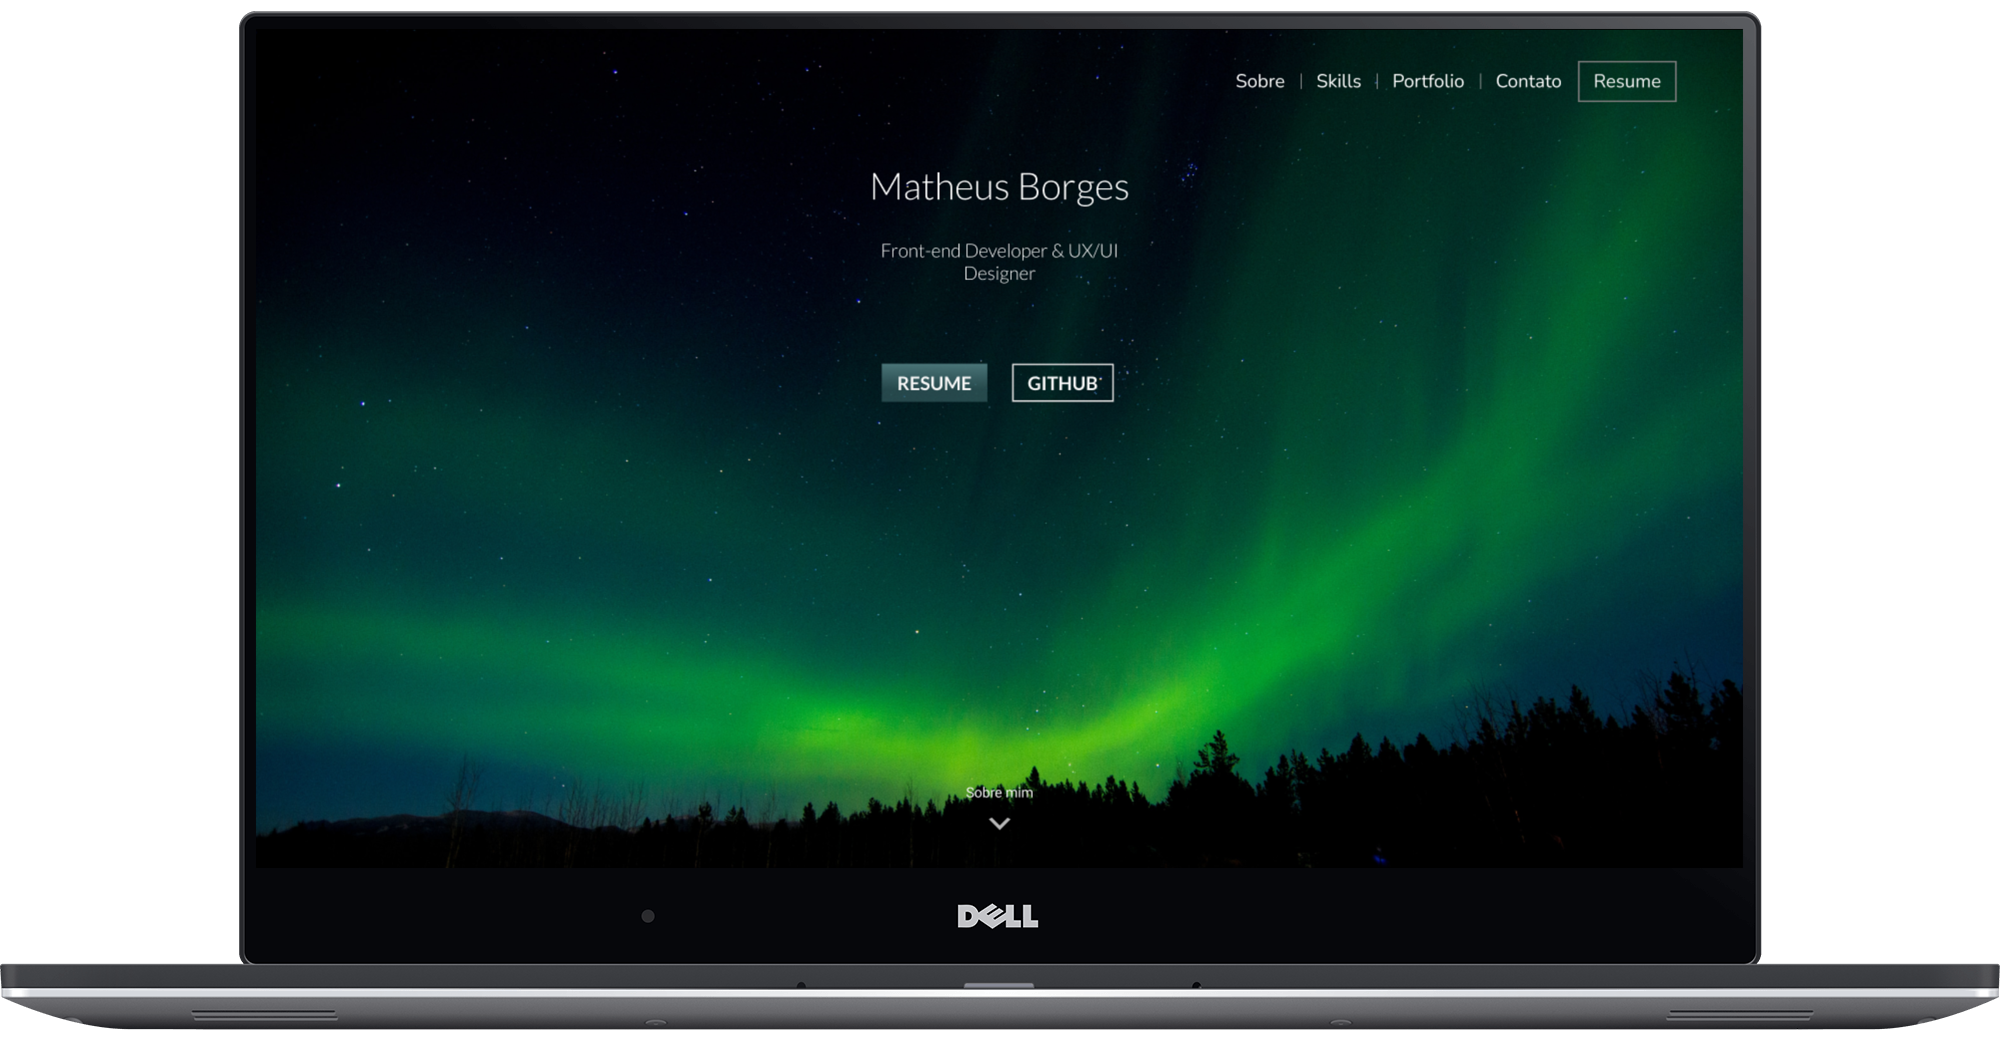 Sobre | Skills | Portfolio | Contato Resume
Matheus Borges
Front-end Developer & UX/UI
Designer
RESUME GITHUB
Sobre mim
DELL